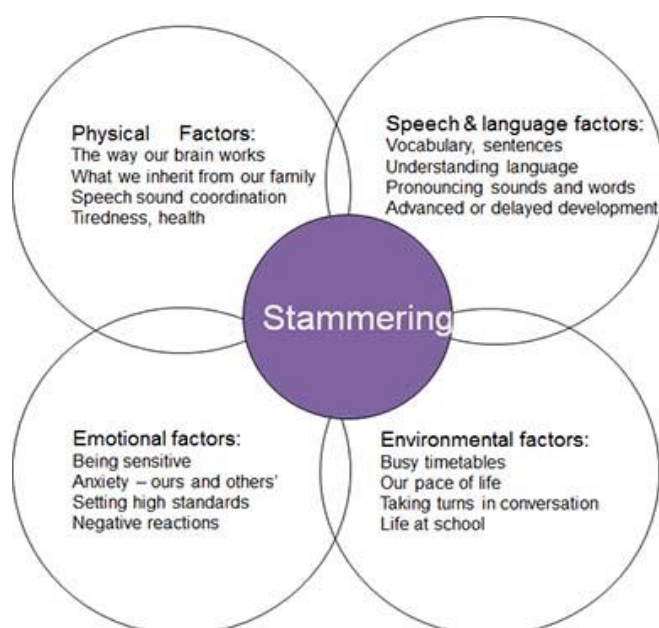 Physical Factors:
The way our brain works
What we inherit from our family
Speech sound coordination
Tiredness, health
Speech & language factors:
Vocabulary, sentences
Understanding language
Pronouncing sounds and words
Advanced or delayed development
Stammering
Emotional factors:
Being sensitive
Anxiety – ours and others’
Setting high standards
Negative reactions
Environmental factors:
Busy timetables
Our pace of life
Taking turns in conversation
Life at school